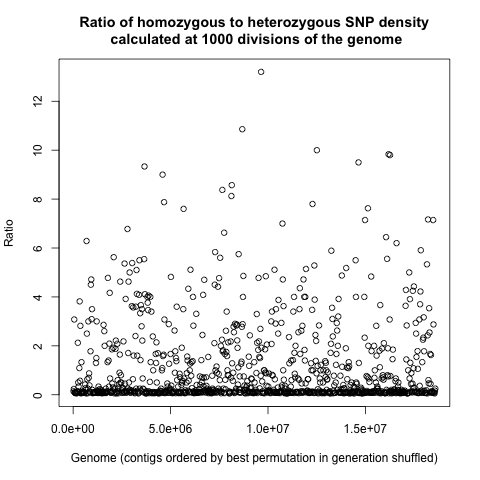 Ratio of homozygous to heterozygous SNP density
calculated at 1000 divisions of the genome
Ratio
12
10
8
6
4
2
0
0.0e+00 5.0e+06 1.0e+07 1.5e+07
Genome (contigs ordered by best permutation in generation shuffled)